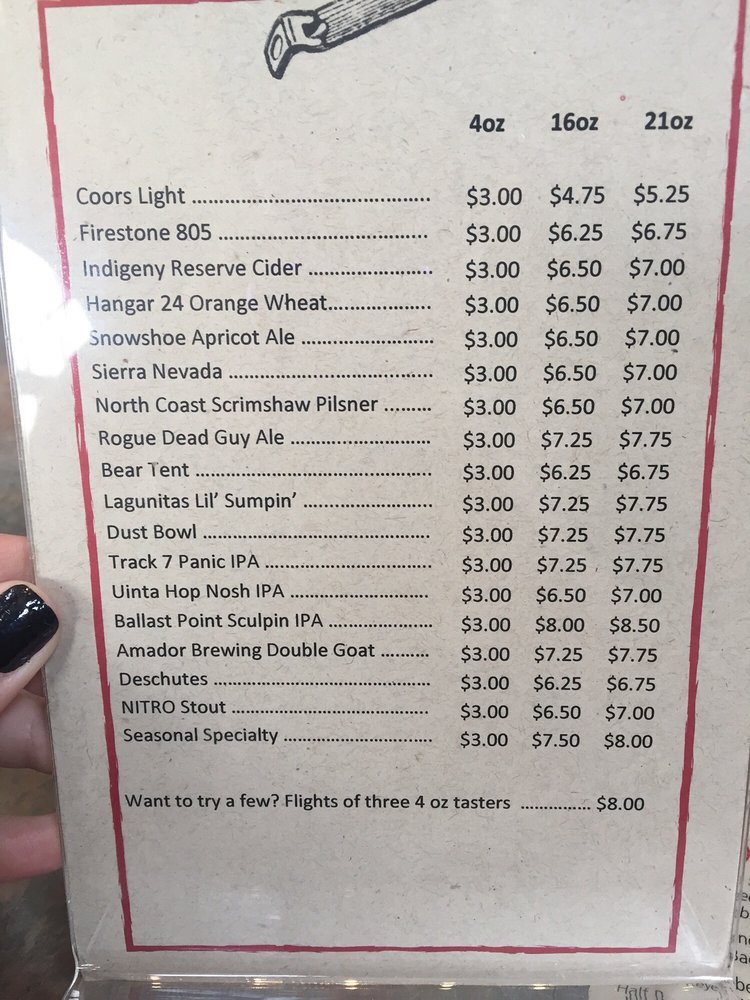 4oz 16oz 21oz
Coors Light ................................................ $3.00 $4.75 $5.25
Firestone 805 .......................................... $3.00 $6.25 $6.75
Indigeny Reserve Cider ......................... $3.00 $6.50 $7.00
Hangar 24 Orange Wheat..................... $3.00 $6.50 $7.00
Snowshoe Apricot Ale ........................... $3.00 $6.50 $7.00
Sierra Nevada ......................................... $3.00 $6.50 $7.00
North Coast Scrimshaw Pilsner ......... $3.00 $6.50 $7.00
Rogue Dead Guy Ale ............................. $3.00 $7.25 $7.75
Bear Tent ................................................ $3.00 $6.25 $6.75
Lagunitas Lil’ Sumpin’ ........................... $3.00 $7.25 $7.75
Dust Bowl ............................................... $3.00 $7.25 $7.75
Track 7 Panic IPA ................................... $3.00 $7.25 $7.75
Uinta Hop Nosh IPA .............................. $3.00 $6.50 $7.00
Ballast Point Sculpin IPA ...................... $3.00 $8.00 $8.50
Amador Brewing Double Goat .......... $3.00 $7.25 $7.75
Deschutes ............................................... $3.00 $6.25 $6.75
NITRO Stout ........................................... $3.00 $6.50 $7.00
Seasonal Specialty ................................. $3.00 $7.50 $8.00
Want to try a few? Flights of three 4 oz tasters ............... $8.00